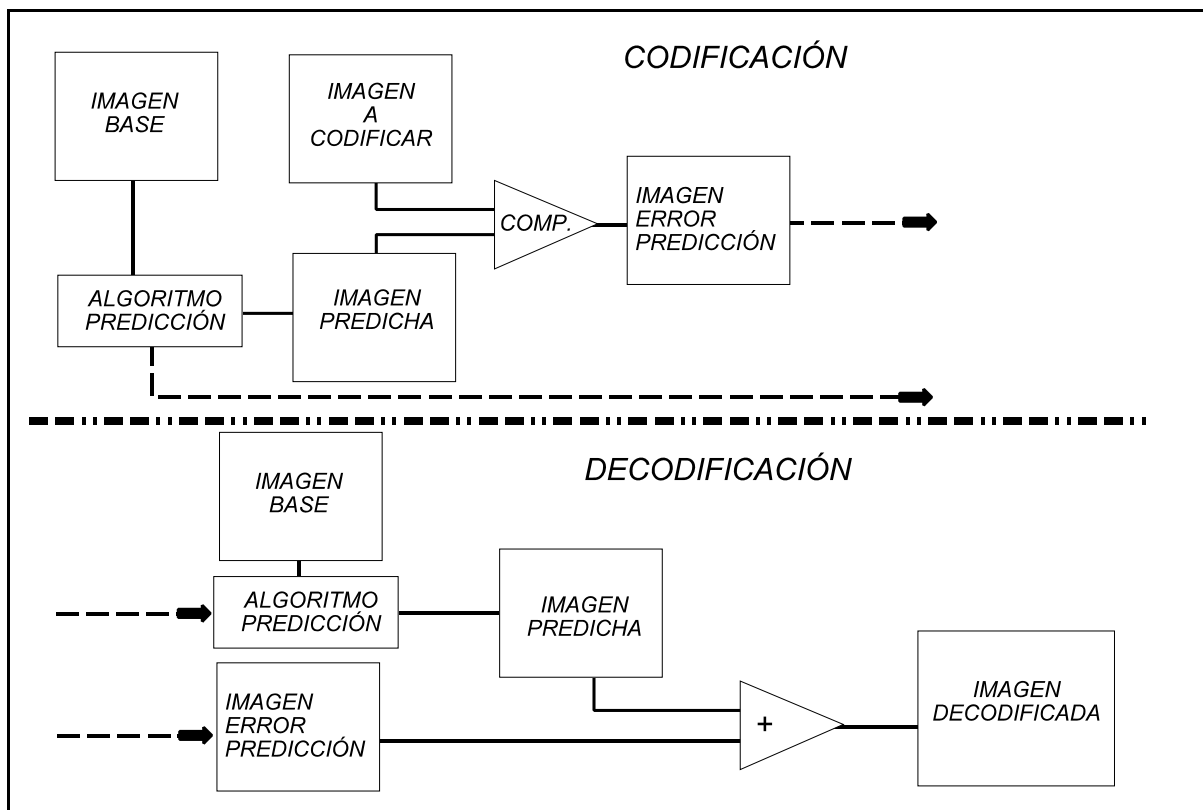 CODIFICACIÓN
IMAGEN
BASE
IMAGEN
A
CODIFICAR
COMP.
IMAGEN
ERROR
PREDICCIÓN
ALGORITMO
PREDICCIÓN
IMAGEN
PREDICHA
DECODIFICACIÓN
IMAGEN
BASE
ALGORITMO
PREDICCIÓN
IMAGEN
PREDICHA
IMAGEN
ERROR
PREDICCIÓN
+
IMAGEN
DECODIFICADA